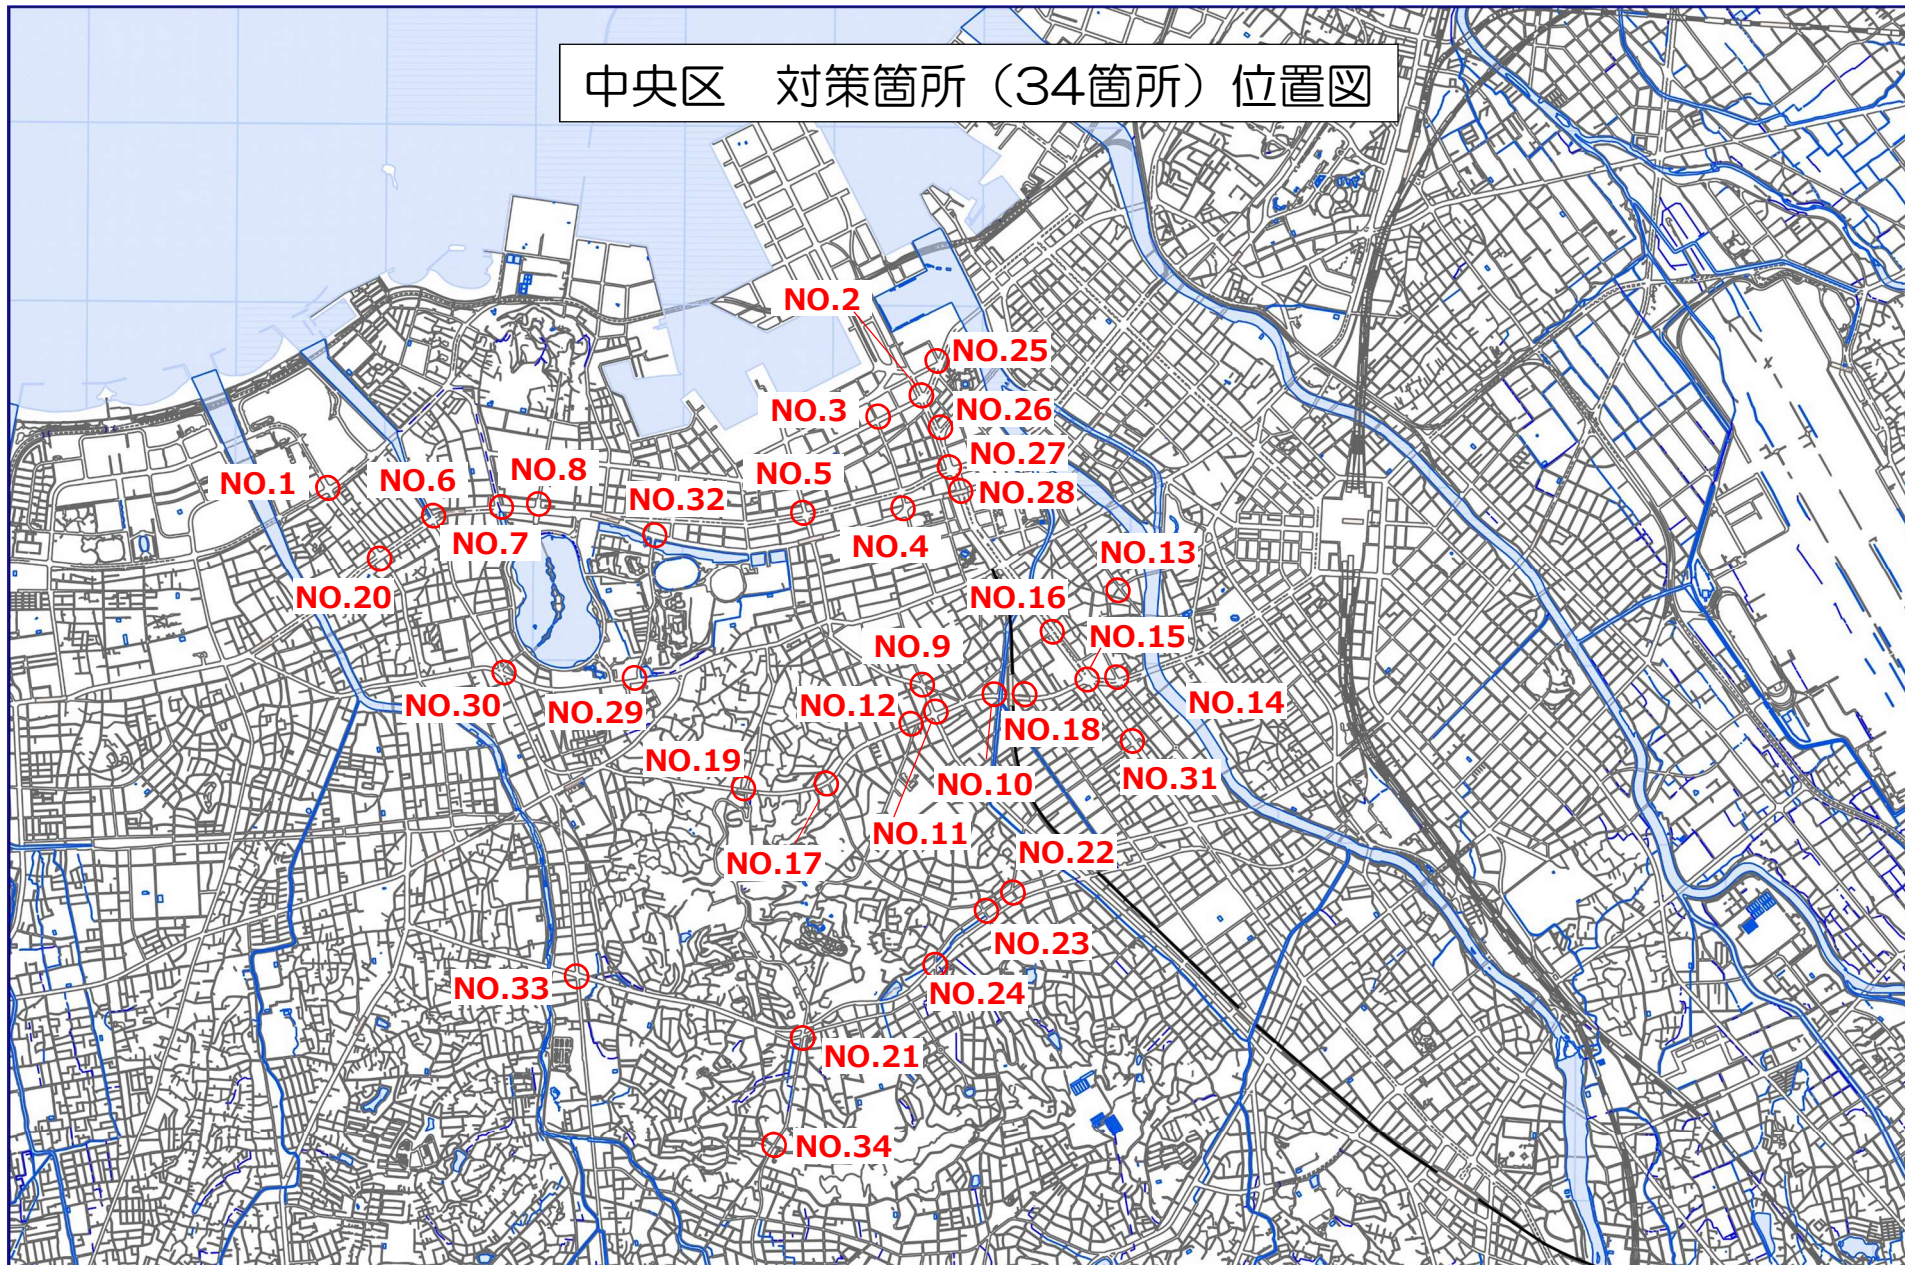 中央区　対策箇所（34箇所）位置図
NO.2
NO.25
NO.3
NO.26
NO.27
NO.5
NO.8
NO.6
NO.1
NO.28
NO.32
NO.7
NO.4
NO.13
NO.20
NO.16
NO.15
NO.9
NO.30
NO.29
NO.12
NO.14
NO.18
NO.19
NO.31
NO.10
NO.11
NO.17
NO.22
NO.23
NO.33
NO.24
NO.21
NO.34